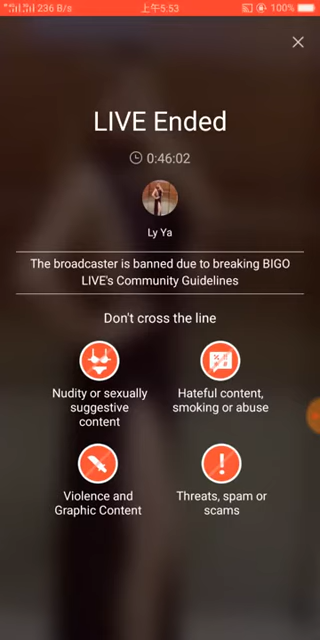 236 B/s 上午5:53 100%
LIVE Ended
0:46:02
Ly Ya
The broadcaster is banned due to breaking BIGO
LIVE's Community Guidelines
Don't cross the line
Nudity or sexually
suggestive
content
Hateful content,
smoking or abuse
Violence and
Graphic Content
Threats, spam or
scams